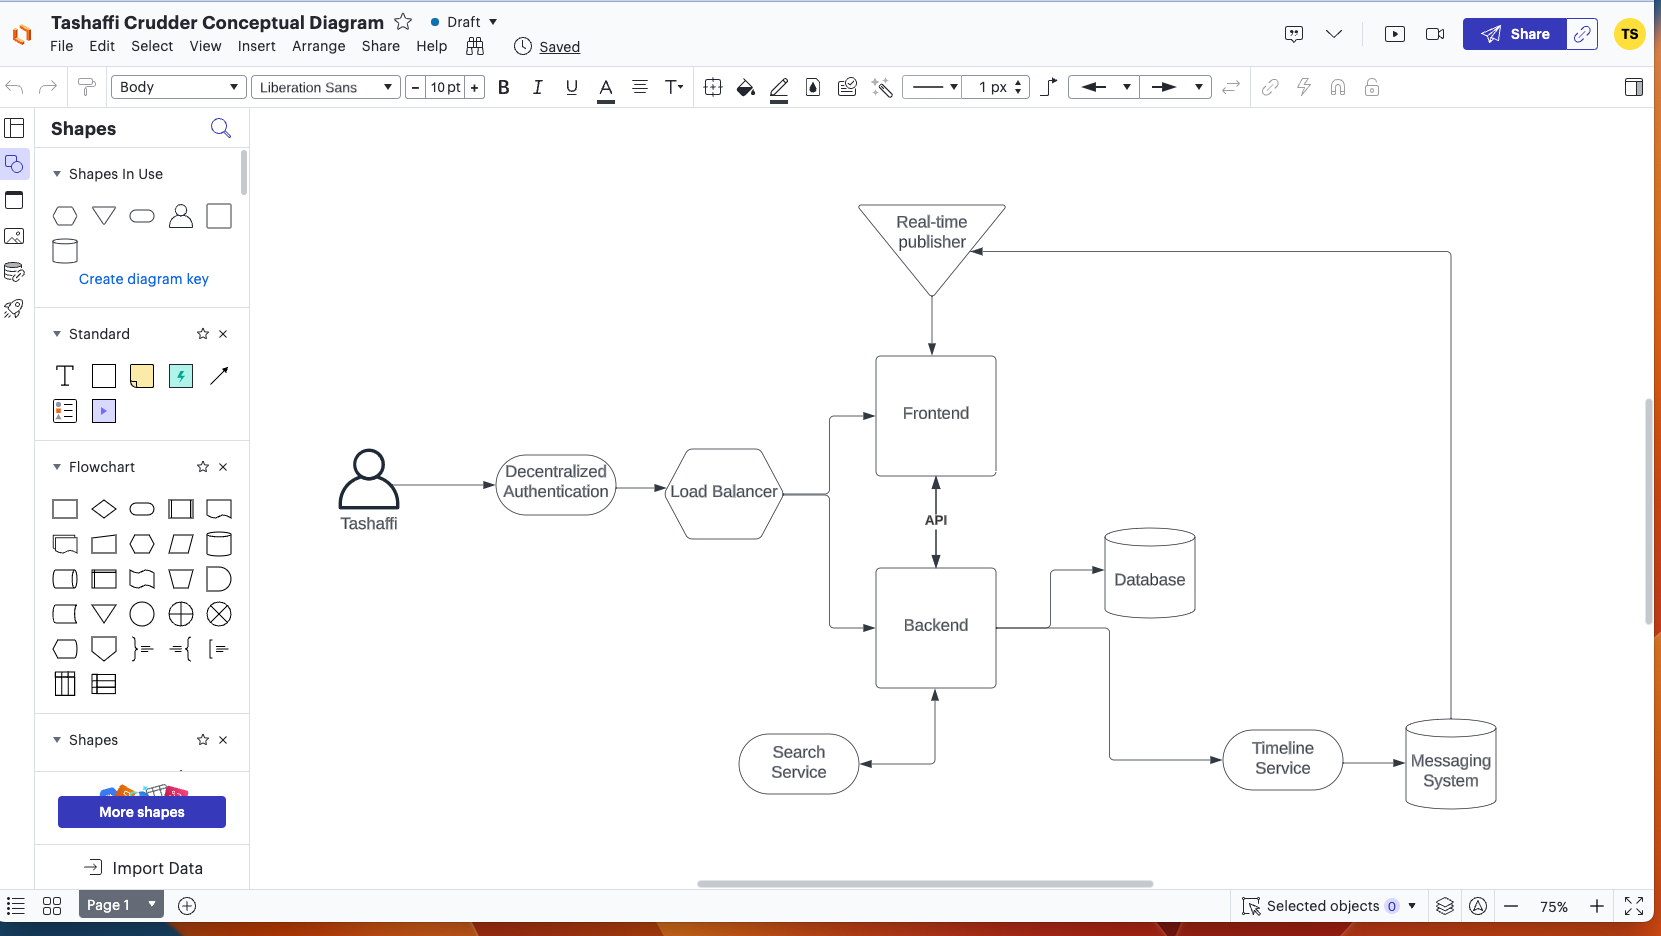 Tashaffi Crudder Conceptual Diagram
Draft
File Edit Select View Insert Arrange Share Help
Saved
Share
TS
Body
Liberation Sans
- 10 pt +
B I U A T
1 px
Shapes
Shapes In Use
Create diagram key
Standard
T
Flowchart
Shapes
More shapes
Import Data
Real-time
publisher
Frontend
Decentralized
Authentication
Load Balancer
Tashaffi
API
Database
Backend
Search
Service
Timeline
Service
Messaging
System
Page 1
Selected objects 0
75%